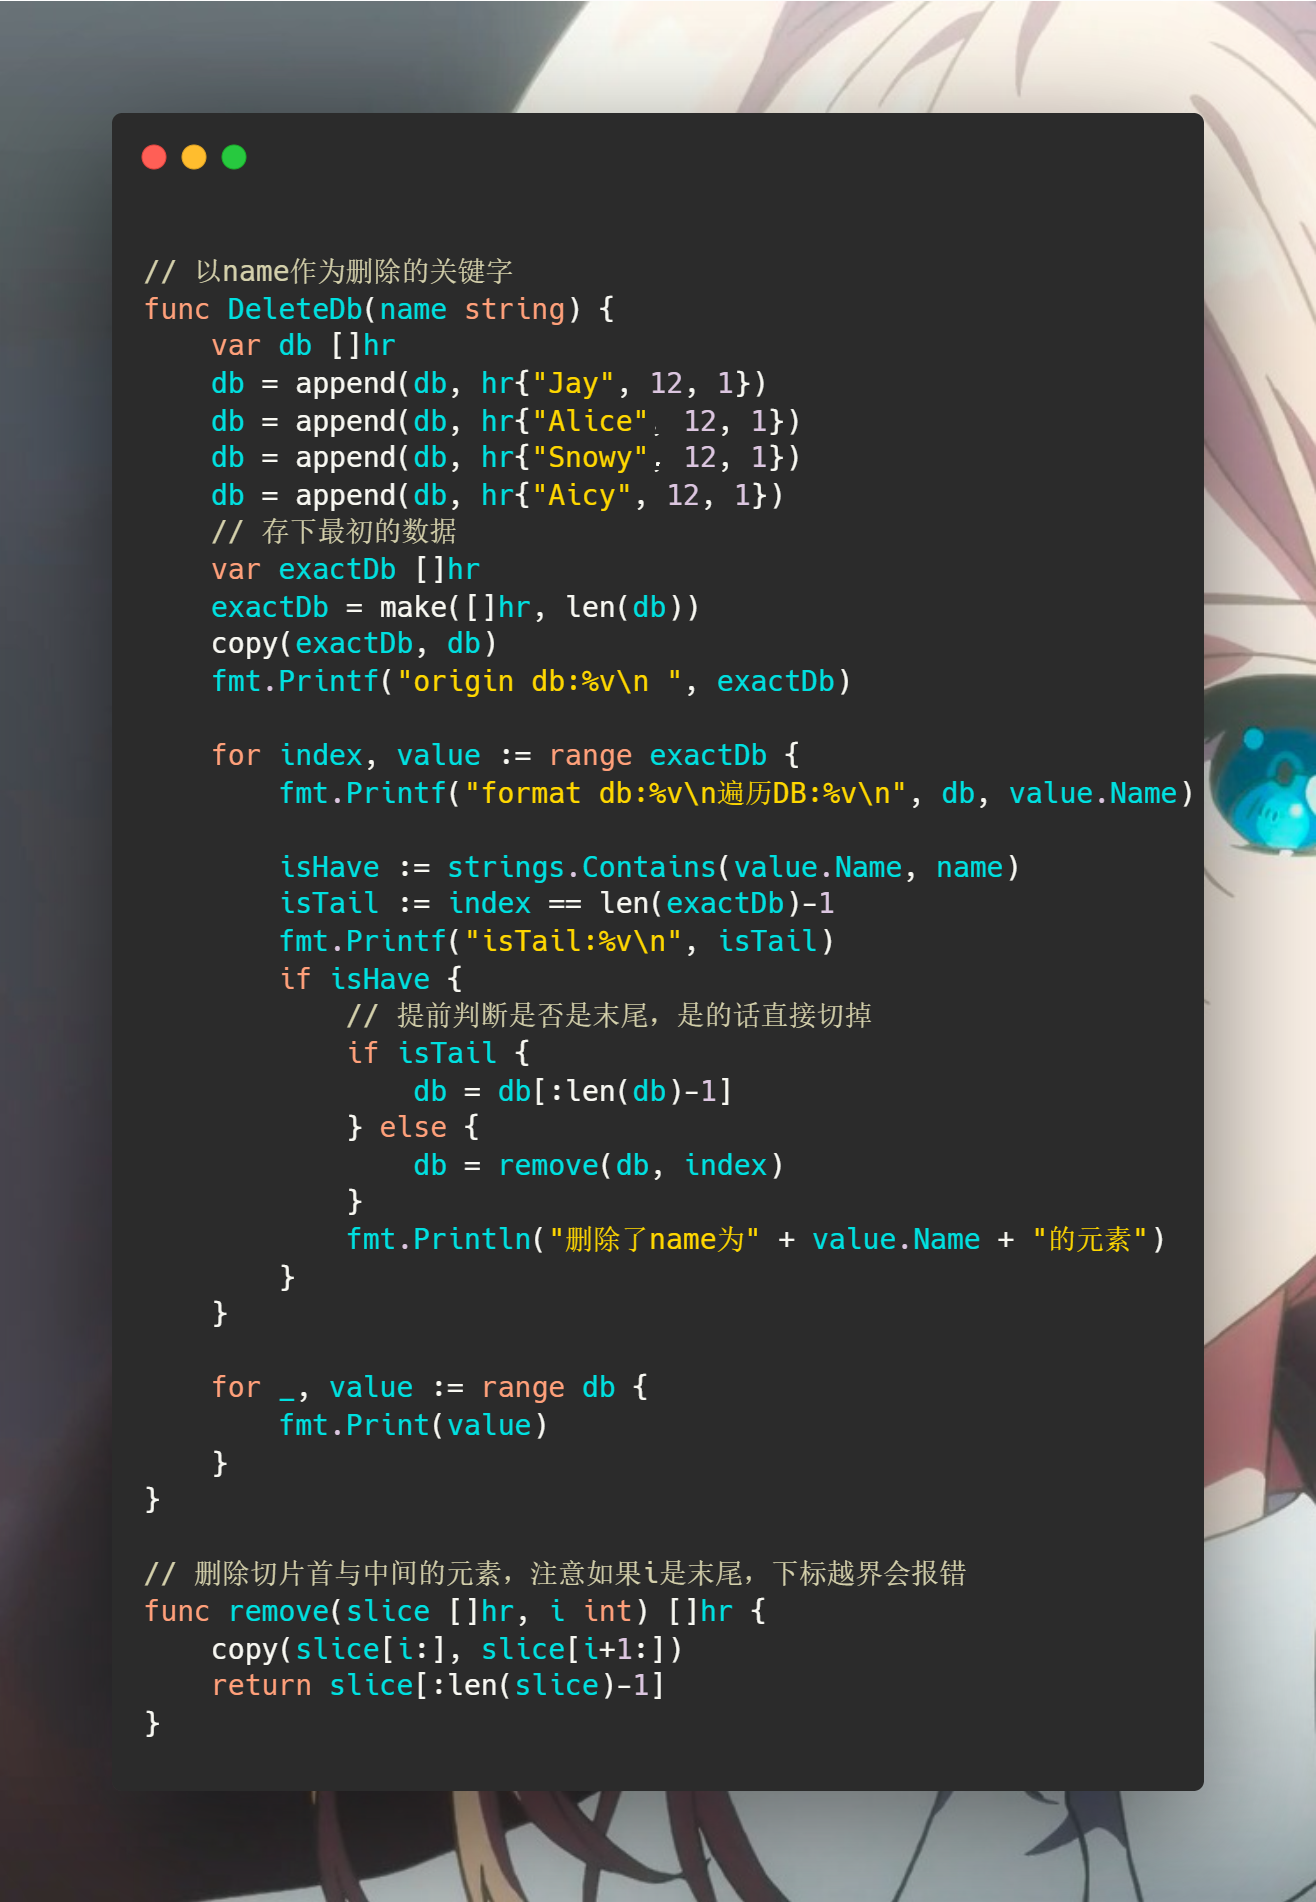 // 以name作为删除的关键字
func DeleteDb(name string) {
    var db []hr
    db = append(db, hr{"Jay", 12, 1})
    db = append(db, hr{"Alice", 12, 1})
    db = append(db, hr{"Snowy", 12, 1})
    db = append(db, hr{"Aicy", 12, 1})
    // 存下最初的数据
    var exactDb []hr
    exactDb = make([]hr, len(db))
    copy(exactDb, db)
    fmt.Printf("origin db:%v\n ", exactDb)

    for index, value := range exactDb {
        fmt.Printf("format db:%v\n遍历DB:%v\n", db, value.Name)

        isHave := strings.Contains(value.Name, name)
        isTail := index == len(exactDb)-1
        fmt.Printf("isTail:%v\n", isTail)
        if isHave {
            // 提前判断是否是末尾，是的话直接切掉
            if isTail {
                db = db[:len(db)-1]
            } else {
                db = remove(db, index)
            }
            fmt.Println("删除了name为" + value.Name + "的元素")
        }
    }

    for _, value := range db {
        fmt.Print(value)
    }
}

// 删除切片首与中间的元素，注意如果i是末尾，下标越界会报错
func remove(slice []hr, i int) []hr {
    copy(slice[i:], slice[i+1:])
    return slice[:len(slice)-1]
}